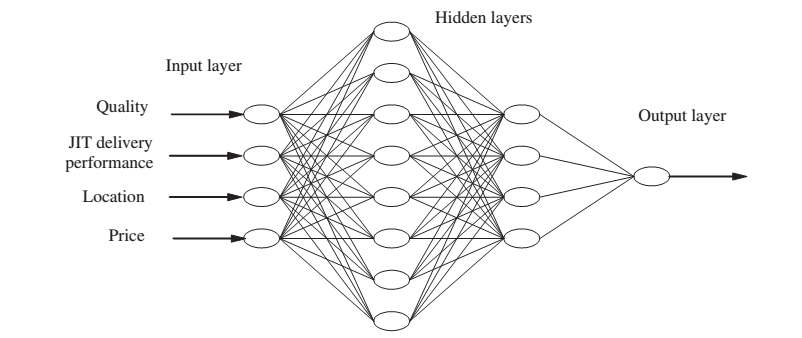 Hidden layers
Input layer
Quality
Output layer
JIT delivery
performance
Location
Price